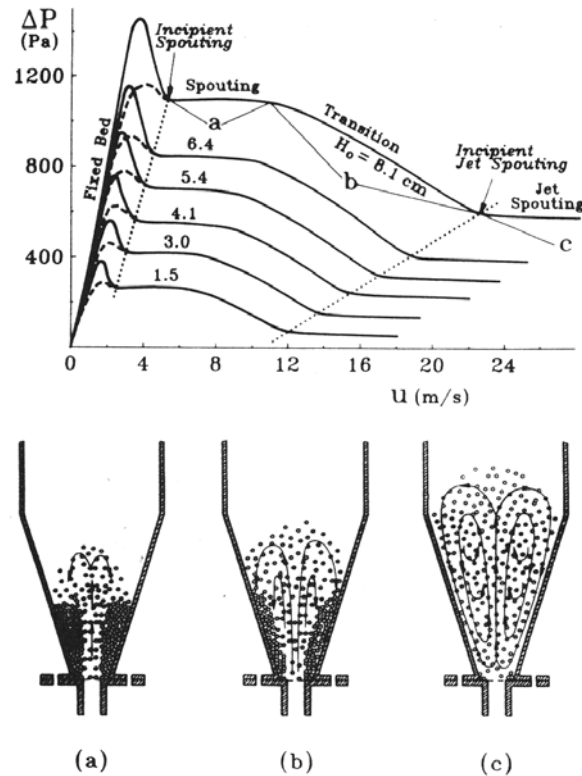 ΔP
(Pa)
Incipient
Spouting
1200
Spouting
a
Transition
Fixed Bed
Hₒ = 8.1 cm
Incipient
Jet Spouting
6.4
800
b
Jet
Spouting
5.4
c
4.1
400
3.0
1.5
0 4 8 12 16 20 24
u (m/s)
(a) (b) (c)